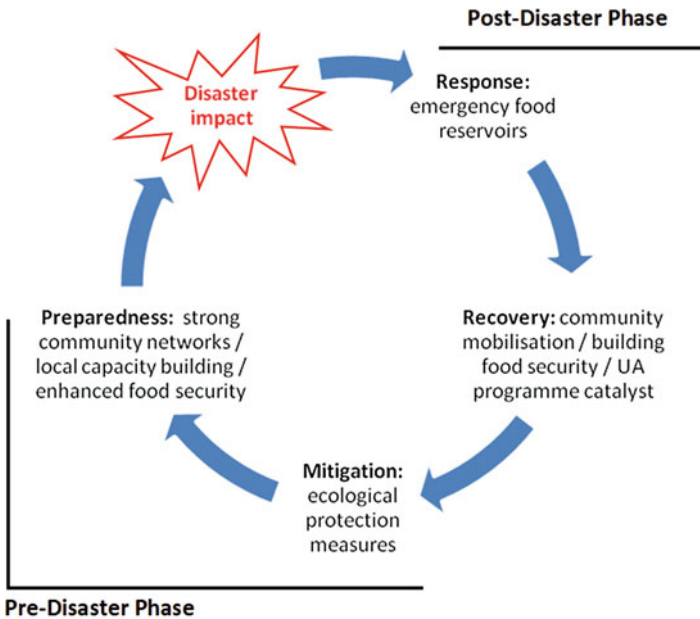 Post-Disaster Phase
Disaster
impact
Response:
emergency food
reservoirs
Recovery: community
mobilisation / building
food security / UA
programme catalyst
Mitigation:
ecological
protection
measures
Preparedness: strong
community networks /
local capacity building /
enhanced food security
Pre-Disaster Phase